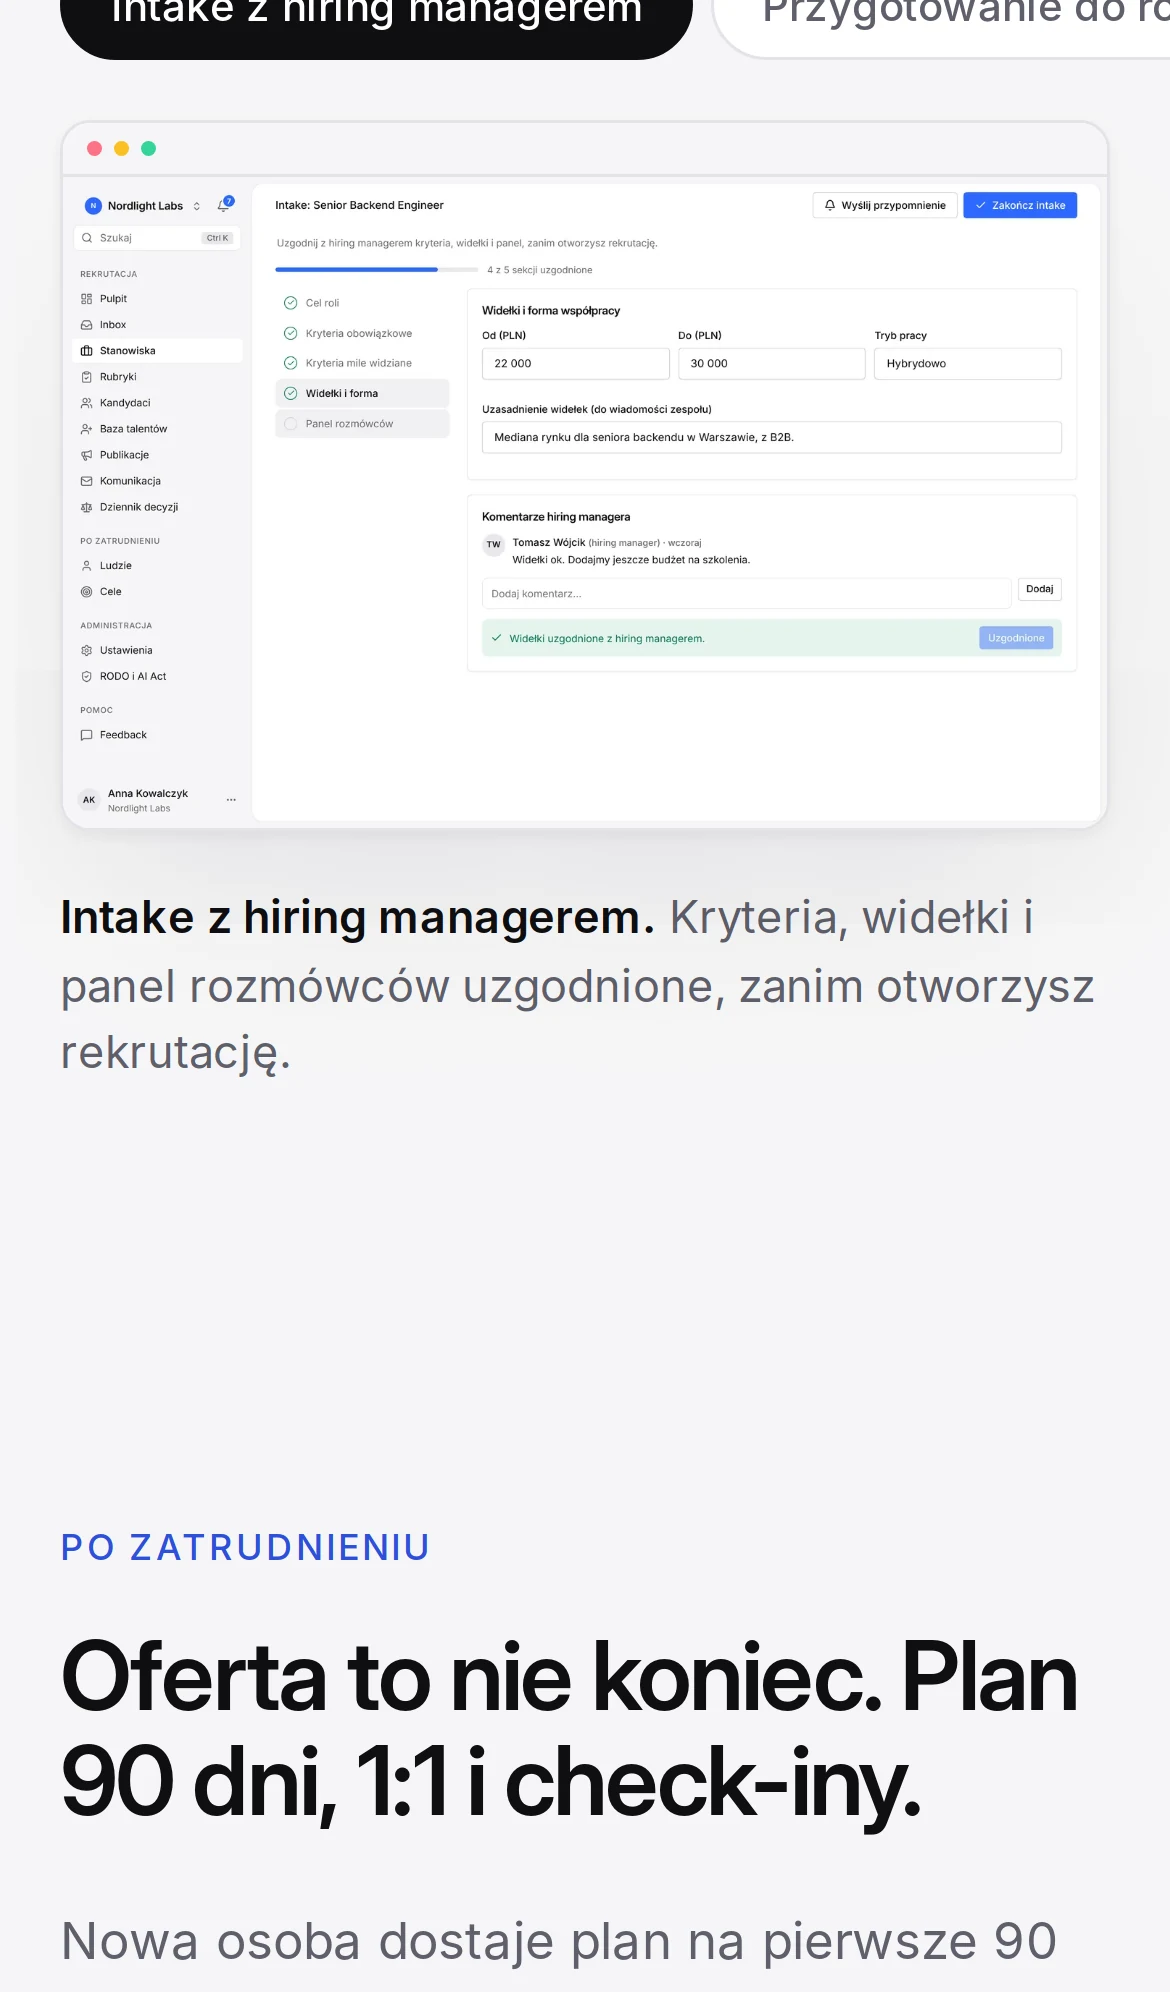 Intake z hiring managerem
Przygotowanie do ro
N Nordlight Labs 7
Szukaj Ctrl K
REKRUTACJA
Pulpit
Inbox
Stanowiska
Rubryki
Kandydaci
Baza talentów
Publikacje
Komunikacja
Dziennik decyzji
PO ZATRUDNIENIU
Ludzie
Cele
ADMINISTRACJA
Ustawienia
RODO i AI Act
POMOC
Feedback
AK Anna Kowalczyk
Nordlight Labs
Intake: Senior Backend Engineer
Wyślij przypomnienie
Zakończ intake
Uzgodnij z hiring managerem kryteria, widełki i panel, zanim otworzysz rekrutację.
4 z 5 sekcji uzgodnione
Cel roli
Kryteria obowiązkowe
Kryteria mile widziane
Widełki i forma
Panel rozmówców
Widełki i forma współpracy
Od (PLN) Do (PLN) Tryb pracy
22 000 30 000 Hybrydowo
Uzasadnienie widełek (do wiadomości zespołu)
Mediana rynku dla seniora backendu w Warszawie, z B2B.
Komentarze hiring managera
TW Tomasz Wójcik (hiring manager) · wczoraj
Widełki ok. Dodajmy jeszcze budżet na szkolenia.
Dodaj komentarz... Dodaj
Widełki uzgodnione z hiring managerem. Uzgodnione
Intake z hiring managerem. Kryteria, widełki i
panel rozmówców uzgodnione, zanim otworzysz
rekrutację.
PO ZATRUDNIENIU
Oferta to nie koniec. Plan
90 dni, 1:1 i check-iny.
Nowa osoba dostaje plan na pierwsze 90